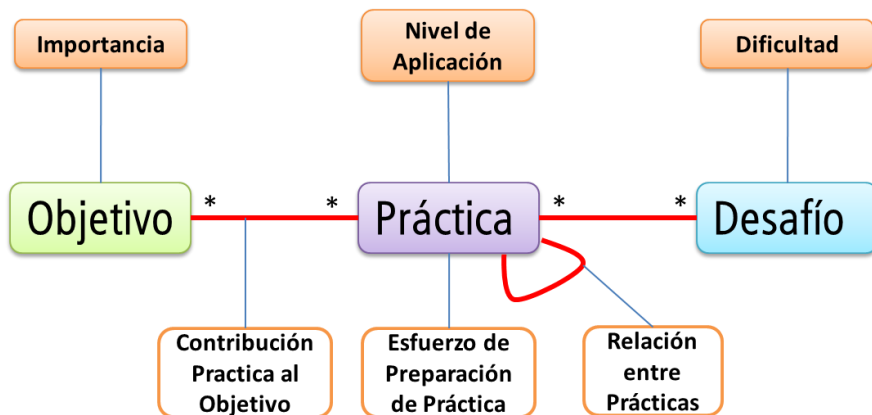 Importancia
Nivel de
Aplicación
Dificultad
Objetivo
*
*
Práctica
*
*
Desafío
Contribución
Practica al
Objetivo
Esfuerzo de
Preparación
de Práctica
Relación
entre
Prácticas